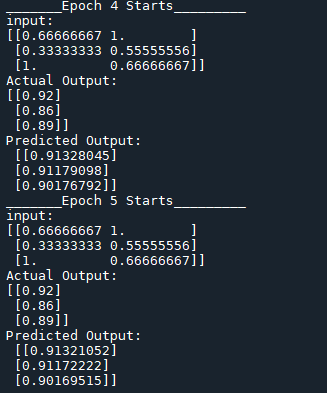 _______Epoch 4 Starts_________
input:
[[0.66666667 1.        ]
 [0.33333333 0.55555556]
 [1.         0.66666667]]
Actual Output:
[[0.92]
 [0.86]
 [0.89]]
Predicted Output:
 [[0.91328045]
 [0.91179098]
 [0.90176792]]
_______Epoch 5 Starts_________
input:
[[0.66666667 1.        ]
 [0.33333333 0.55555556]
 [1.         0.66666667]]
Actual Output:
[[0.92]
 [0.86]
 [0.89]]
Predicted Output:
 [[0.91321052]
 [0.91172222]
 [0.90169515]]